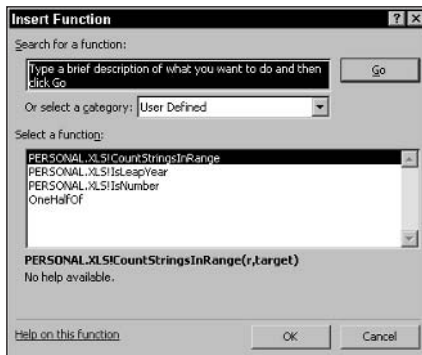 Insert Function
Search for a function:
Type a brief description of what you want to do and then
click Go
Go
Or select a category: User Defined
Select a function:
PERSONAL.XLS!CountStringsInRange
PERSONAL.XLS!IsLeapYear
PERSONAL.XLS!IsNumber
OneHalfOf
PERSONAL.XLS!CountStringsInRange(r,target)
No help available.
Help on this function
OK
Cancel